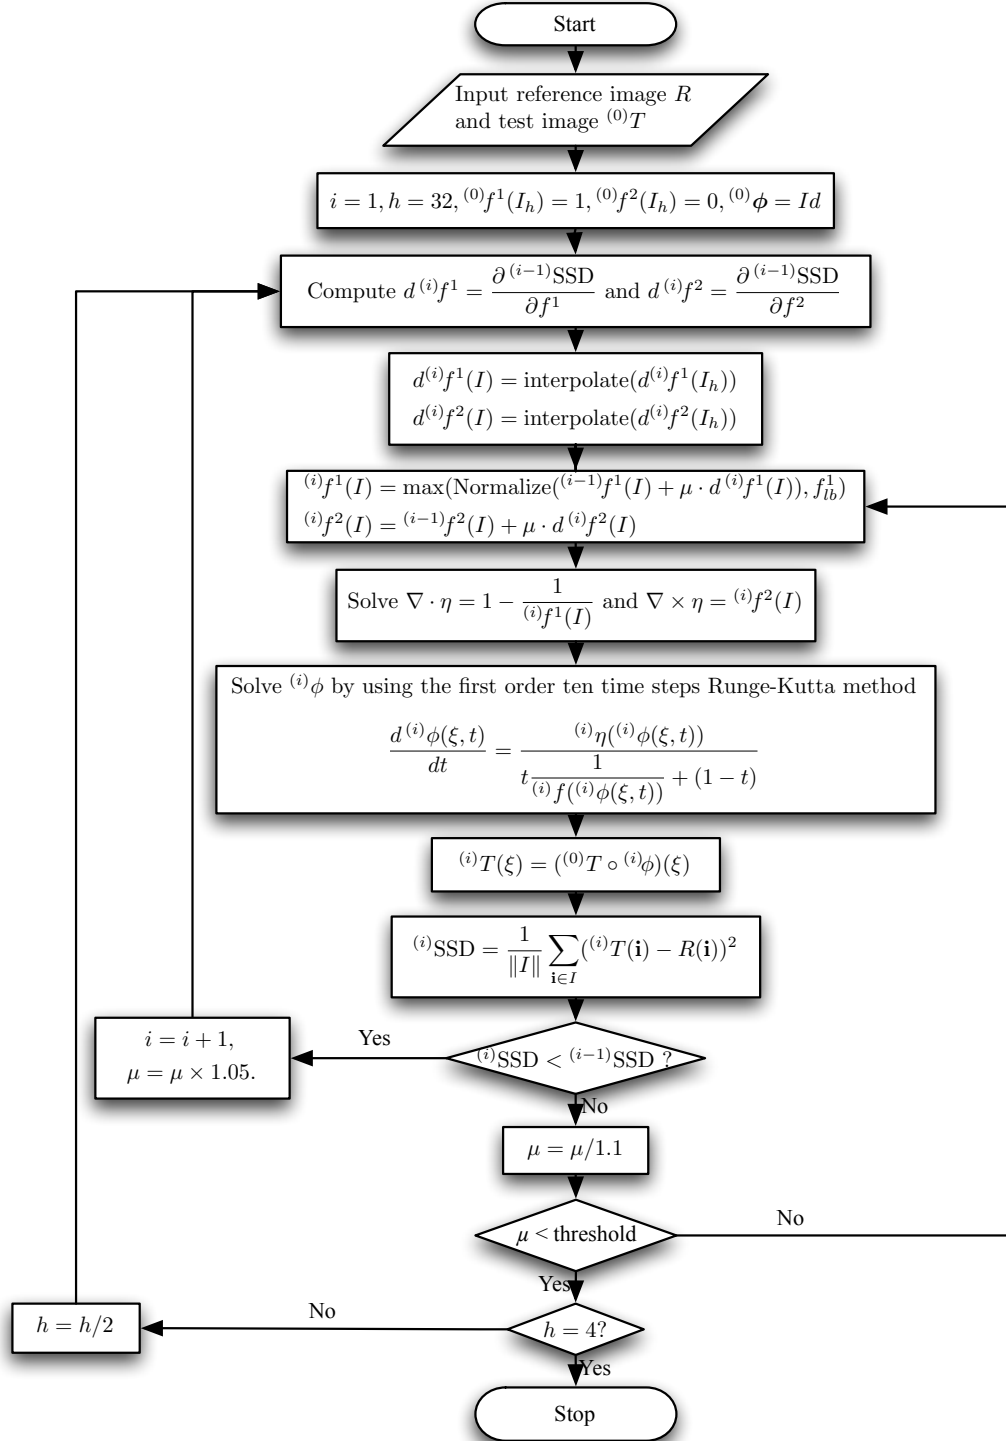 Start
Input reference image R
and test image ⁽⁰⁾T
i = 1, h = 32, ⁽⁰⁾f¹(I_h) = 1, ⁽⁰⁾f²(I_h) = 0, ⁽⁰⁾ϕ = Id
Compute d ⁽ⁱ⁾f¹ = ∂ ⁽ⁱ⁻¹⁾SSD / ∂f¹ and d ⁽ⁱ⁾f² = ∂ ⁽ⁱ⁻¹⁾SSD / ∂f²
d⁽ⁱ⁾f¹(I) = interpolate(d⁽ⁱ⁾f¹(I_h))
d⁽ⁱ⁾f²(I) = interpolate(d⁽ⁱ⁾f²(I_h))
⁽ⁱ⁾f¹(I) = max(Normalize(⁽ⁱ⁻¹⁾f¹(I) + μ · d ⁽ⁱ⁾f¹(I)), f¹_lb)
⁽ⁱ⁾f²(I) = ⁽ⁱ⁻¹⁾f²(I) + μ · d ⁽ⁱ⁾f²(I)
Solve ∇ · η = 1 − 1 / ⁽ⁱ⁾f¹(I) and ∇ × η = ⁽ⁱ⁾f²(I)
Solve ⁽ⁱ⁾ϕ by using the first order ten time steps Runge-Kutta method
d ⁽ⁱ⁾ϕ(ξ, t) / dt = ⁽ⁱ⁾η(⁽ⁱ⁾ϕ(ξ, t)) / (t 1 / ⁽ⁱ⁾f(⁽ⁱ⁾ϕ(ξ, t)) + (1 − t))
⁽ⁱ⁾T(ξ) = (⁽⁰⁾T ∘ ⁽ⁱ⁾ϕ)(ξ)
⁽ⁱ⁾SSD = 1 / ‖I‖ ∑_{i∈I} (⁽ⁱ⁾T(i) − R(i))²
⁽ⁱ⁾SSD < ⁽ⁱ⁻¹⁾SSD ?
Yes
i = i + 1,
μ = μ × 1.05.
No
μ = μ/1.1
μ < threshold
No
Yes
h = 4?
No
h = h/2
Yes
Stop